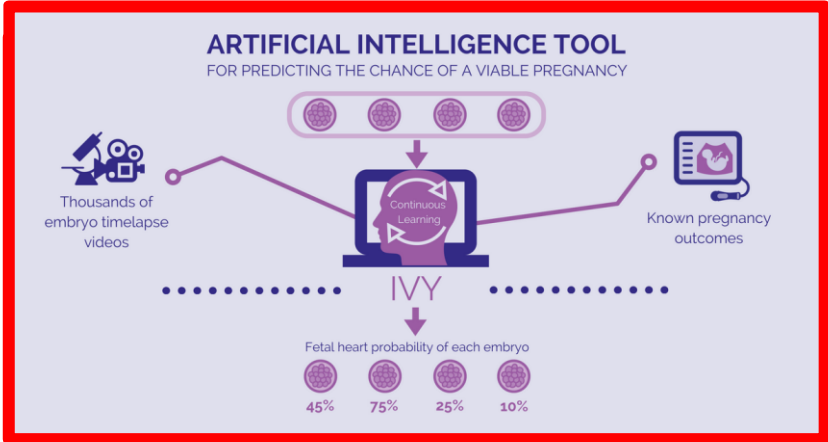 ARTIFICIAL INTELLIGENCE TOOL
FOR PREDICTING THE CHANCE OF A VIABLE PREGNANCY
Thousands of
embryo timelapse
videos
Continuous
Learning
Known pregnancy
outcomes
IVY
Fetal heart probability of each embryo
45% 75% 25% 10%